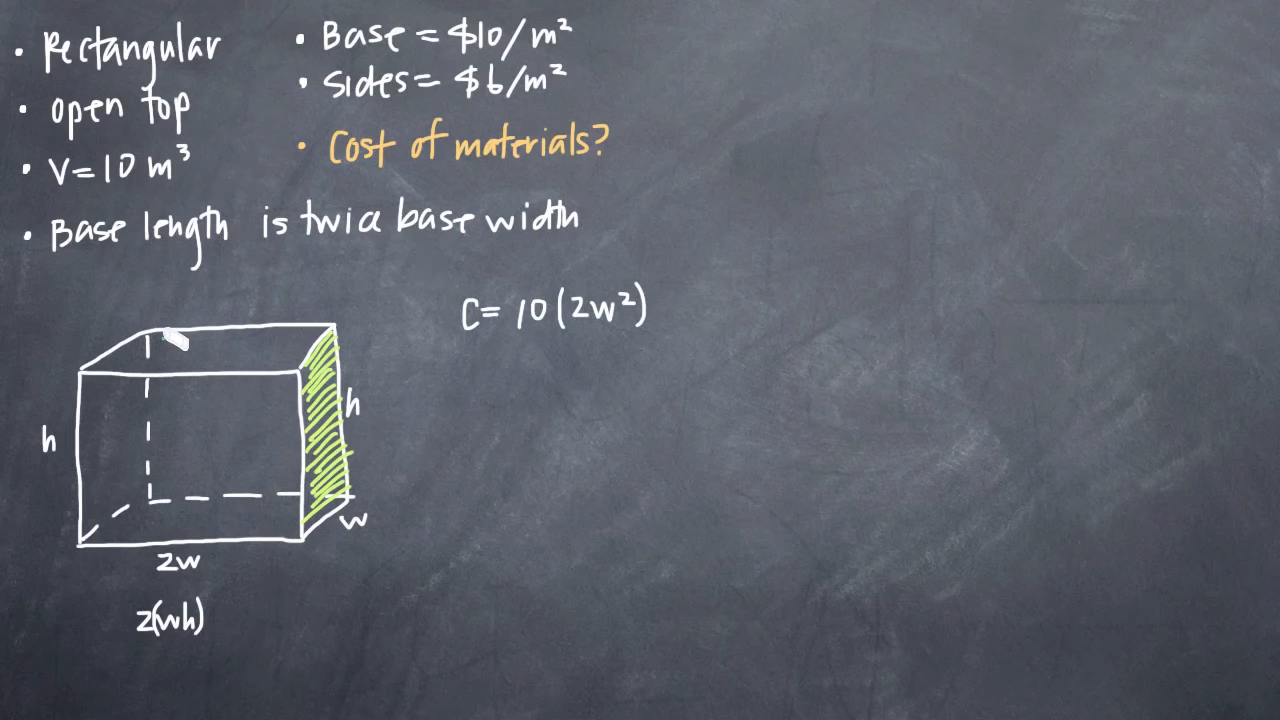 • Rectangular
• open top
• V=10 m³
• Base length is twice base width
• Base = $10/m²
• Sides = $6/m²
• Cost of materials?
C= 10(2w²)
h
h
w
2w
2(wh)